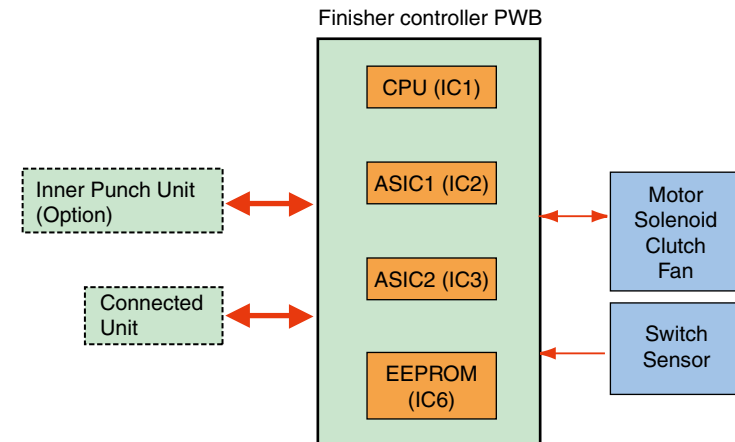 Finisher controller PWB
CPU (IC1)
ASIC1 (IC2)
ASIC2 (IC3)
EEPROM
(IC6)
Inner Punch Unit
(Option)
Connected
Unit
Motor
Solenoid
Clutch
Fan
Switch
Sensor